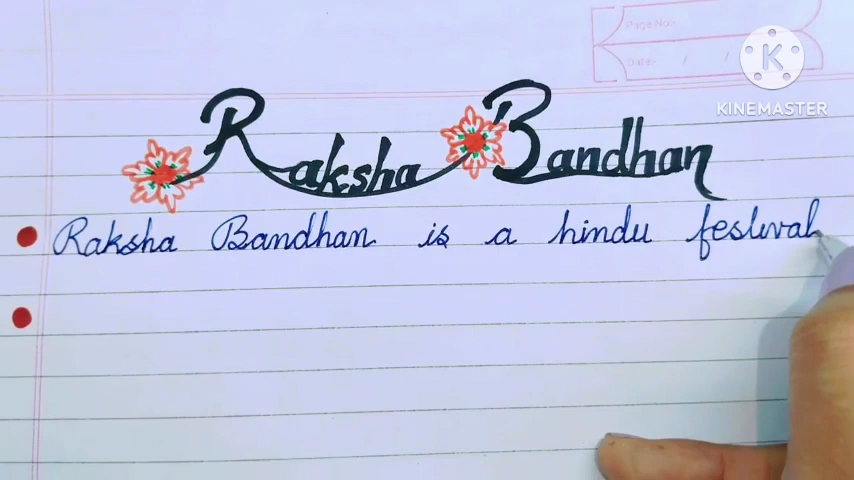 Page No:-
Date:- / /
K
KINEMASTER
Raksha Bandhan
Raksha Bandhan is a hindu festival